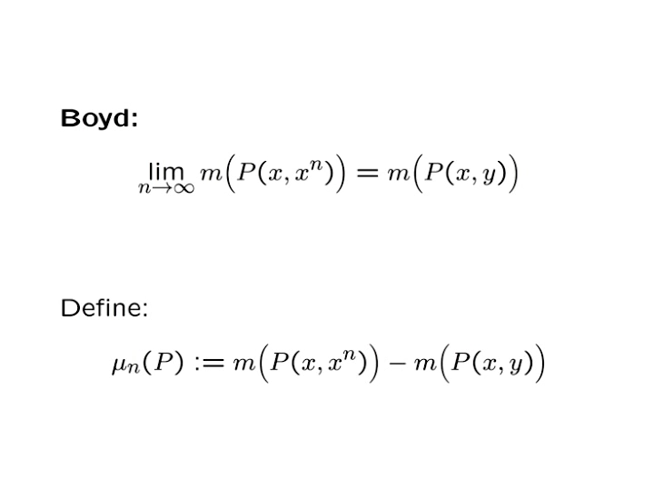 Boyd:
lim_{n→∞} m(P(x, x^n)) = m(P(x, y))
Define:
μ_n(P) := m(P(x, x^n)) − m(P(x, y))